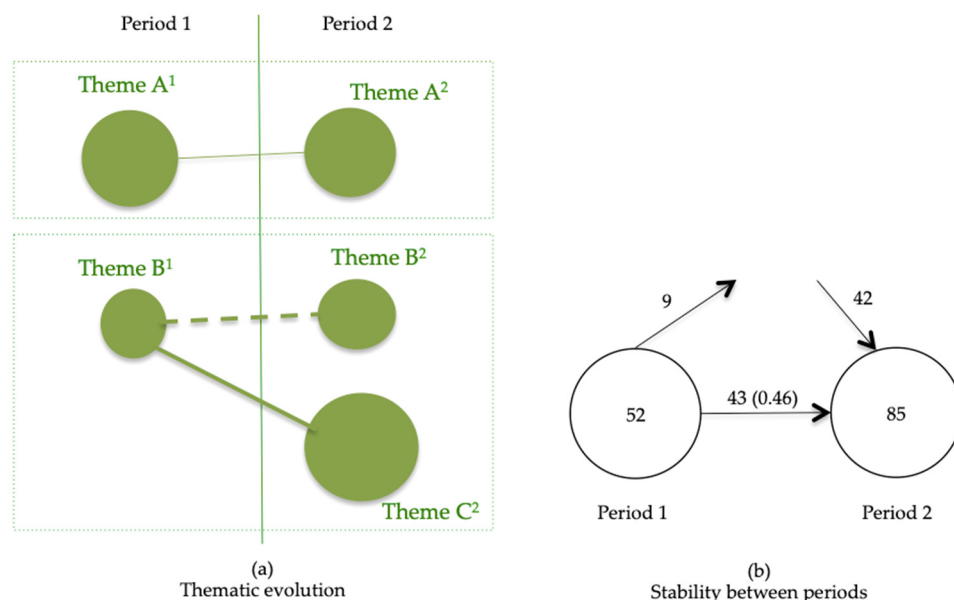 Period 1
Period 2
Theme A¹
Theme A²
Theme B¹
Theme B²
Theme C²
(a)
Thematic evolution
9
42
52
43 (0.46)
85
Period 1
Period 2
(b)
Stability between periods